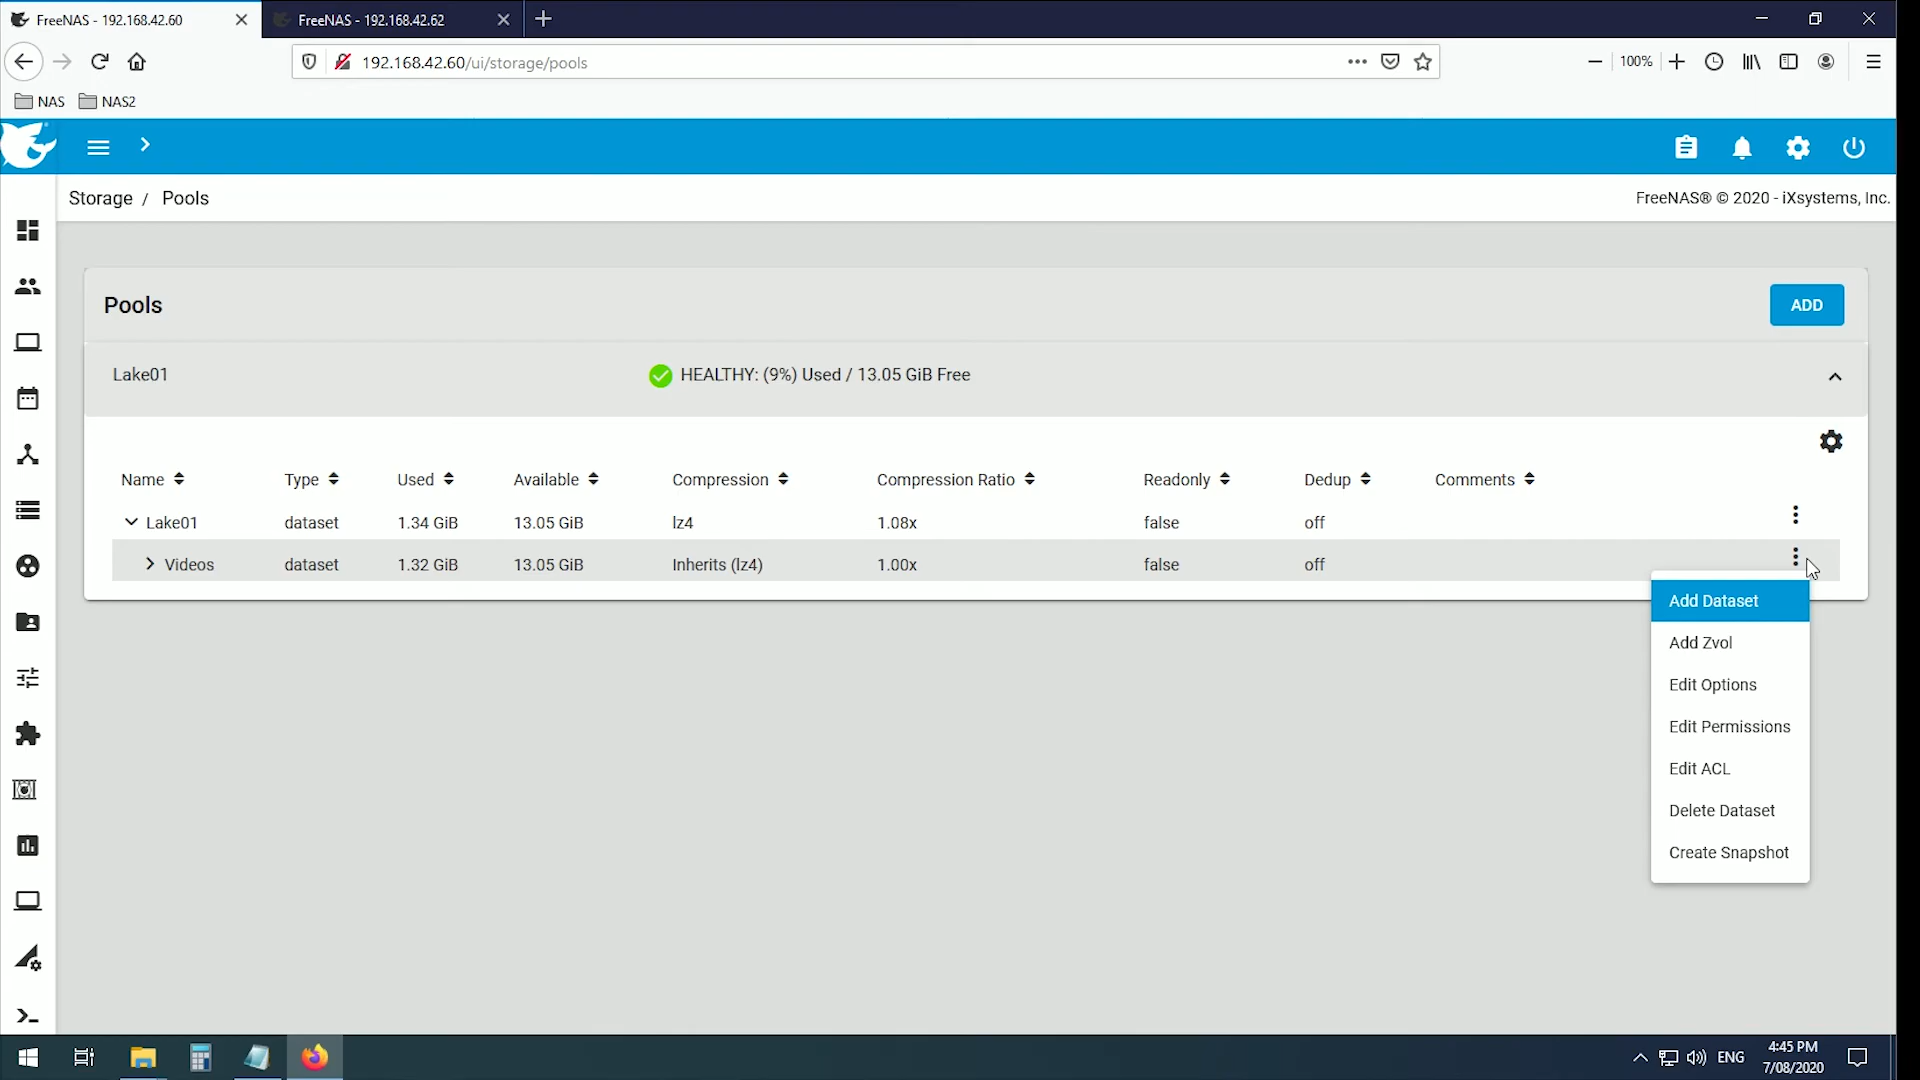 FreeNAS - 192.168.42.60
FreeNAS - 192.168.42.62
192.168.42.60/ui/storage/pools
100%
NAS
NAS2
Storage / Pools
FreeNAS® © 2020 - iXsystems, Inc.
Pools
ADD
Lake01
HEALTHY: (9%) Used / 13.05 GiB Free
Name Type Used Available Compression Compression Ratio Readonly Dedup Comments
Lake01 dataset 1.34 GiB 13.05 GiB lz4 1.08x false off
Videos dataset 1.32 GiB 13.05 GiB Inherits (lz4) 1.00x false off
Add Dataset
Add Zvol
Edit Options
Edit Permissions
Edit ACL
Delete Dataset
Create Snapshot
ENG
4:45 PM
7/08/2020